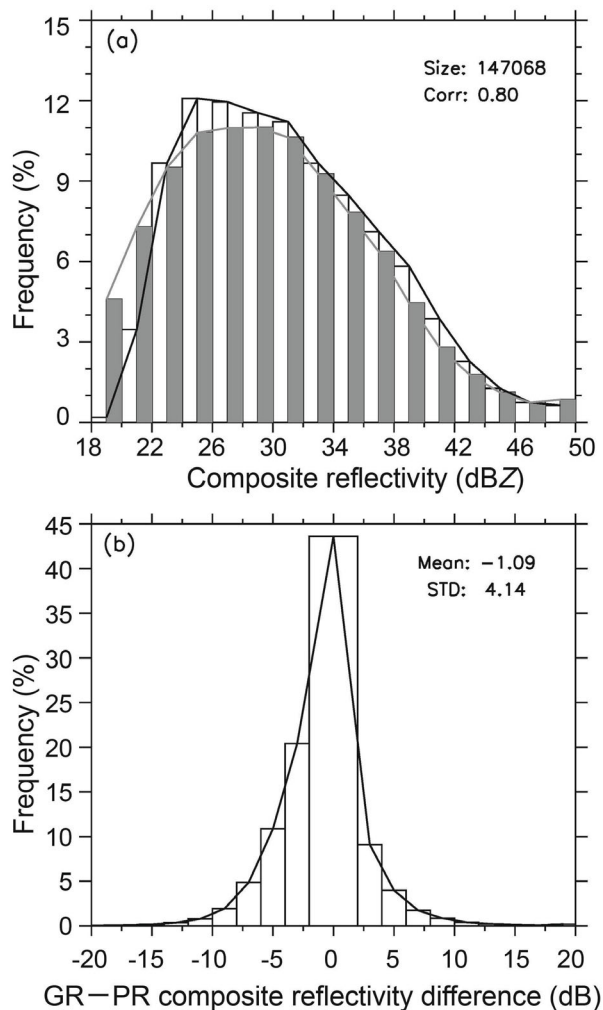 (a)
Size: 147068
Corr: 0.80
Frequency (%)
15
12
9
6
3
0
18 22 26 30 34 38 42 46 50
Composite reflectivity (dBZ)
(b)
Mean: −1.09
STD: 4.14
Frequency (%)
45
40
35
30
25
20
15
10
5
0
-20 -15 -10 -5 0 5 10 15 20
GR−PR composite reflectivity difference (dB)